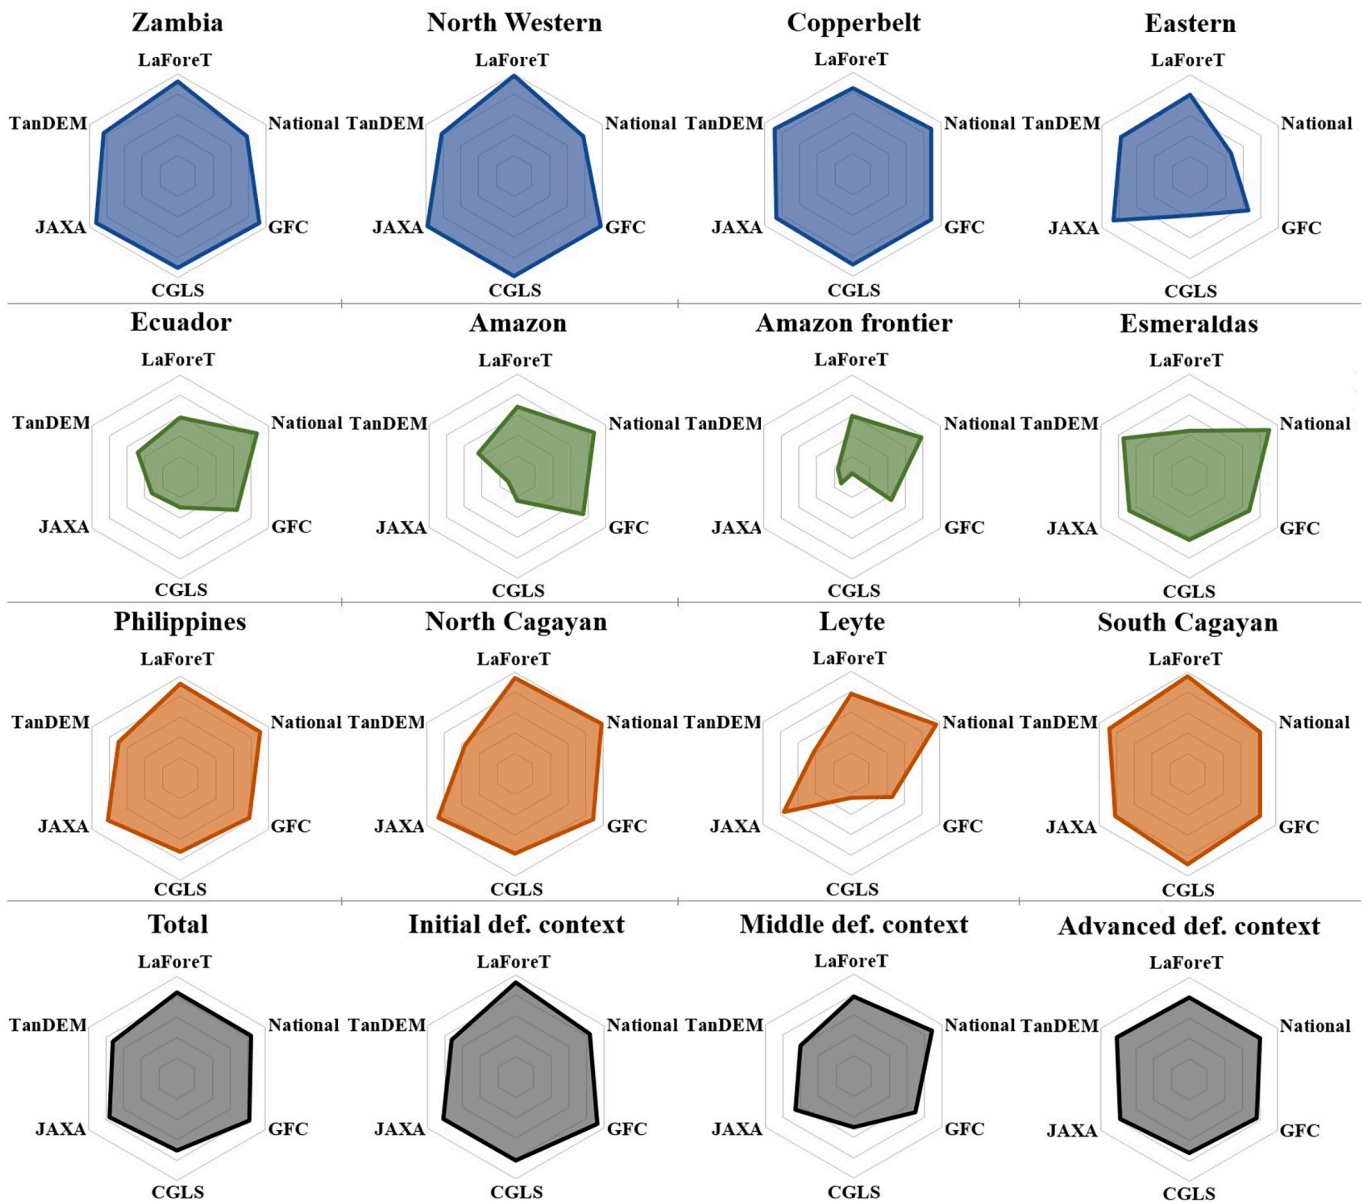 Zambia
LaForeT
TanDEM
National
JAXA
GFC
CGLS
North Western
LaForeT
TanDEM
National
JAXA
GFC
CGLS
Copperbelt
LaForeT
TanDEM
National
JAXA
GFC
CGLS
Eastern
LaForeT
TanDEM
National
JAXA
GFC
CGLS
Ecuador
LaForeT
TanDEM
National
JAXA
GFC
CGLS
Amazon
LaForeT
TanDEM
National
JAXA
GFC
CGLS
Amazon frontier
LaForeT
TanDEM
National
JAXA
GFC
CGLS
Esmeraldas
LaForeT
TanDEM
National
JAXA
GFC
CGLS
Philippines
LaForeT
TanDEM
National
JAXA
GFC
CGLS
North Cagayan
LaForeT
TanDEM
National
JAXA
GFC
CGLS
Leyte
LaForeT
TanDEM
National
JAXA
GFC
CGLS
South Cagayan
LaForeT
TanDEM
National
JAXA
GFC
CGLS
Total
LaForeT
TanDEM
National
JAXA
GFC
CGLS
Initial def. context
LaForeT
TanDEM
National
JAXA
GFC
CGLS
Middle def. context
LaForeT
TanDEM
National
JAXA
GFC
CGLS
Advanced def. context
LaForeT
TanDEM
National
JAXA
GFC
CGLS